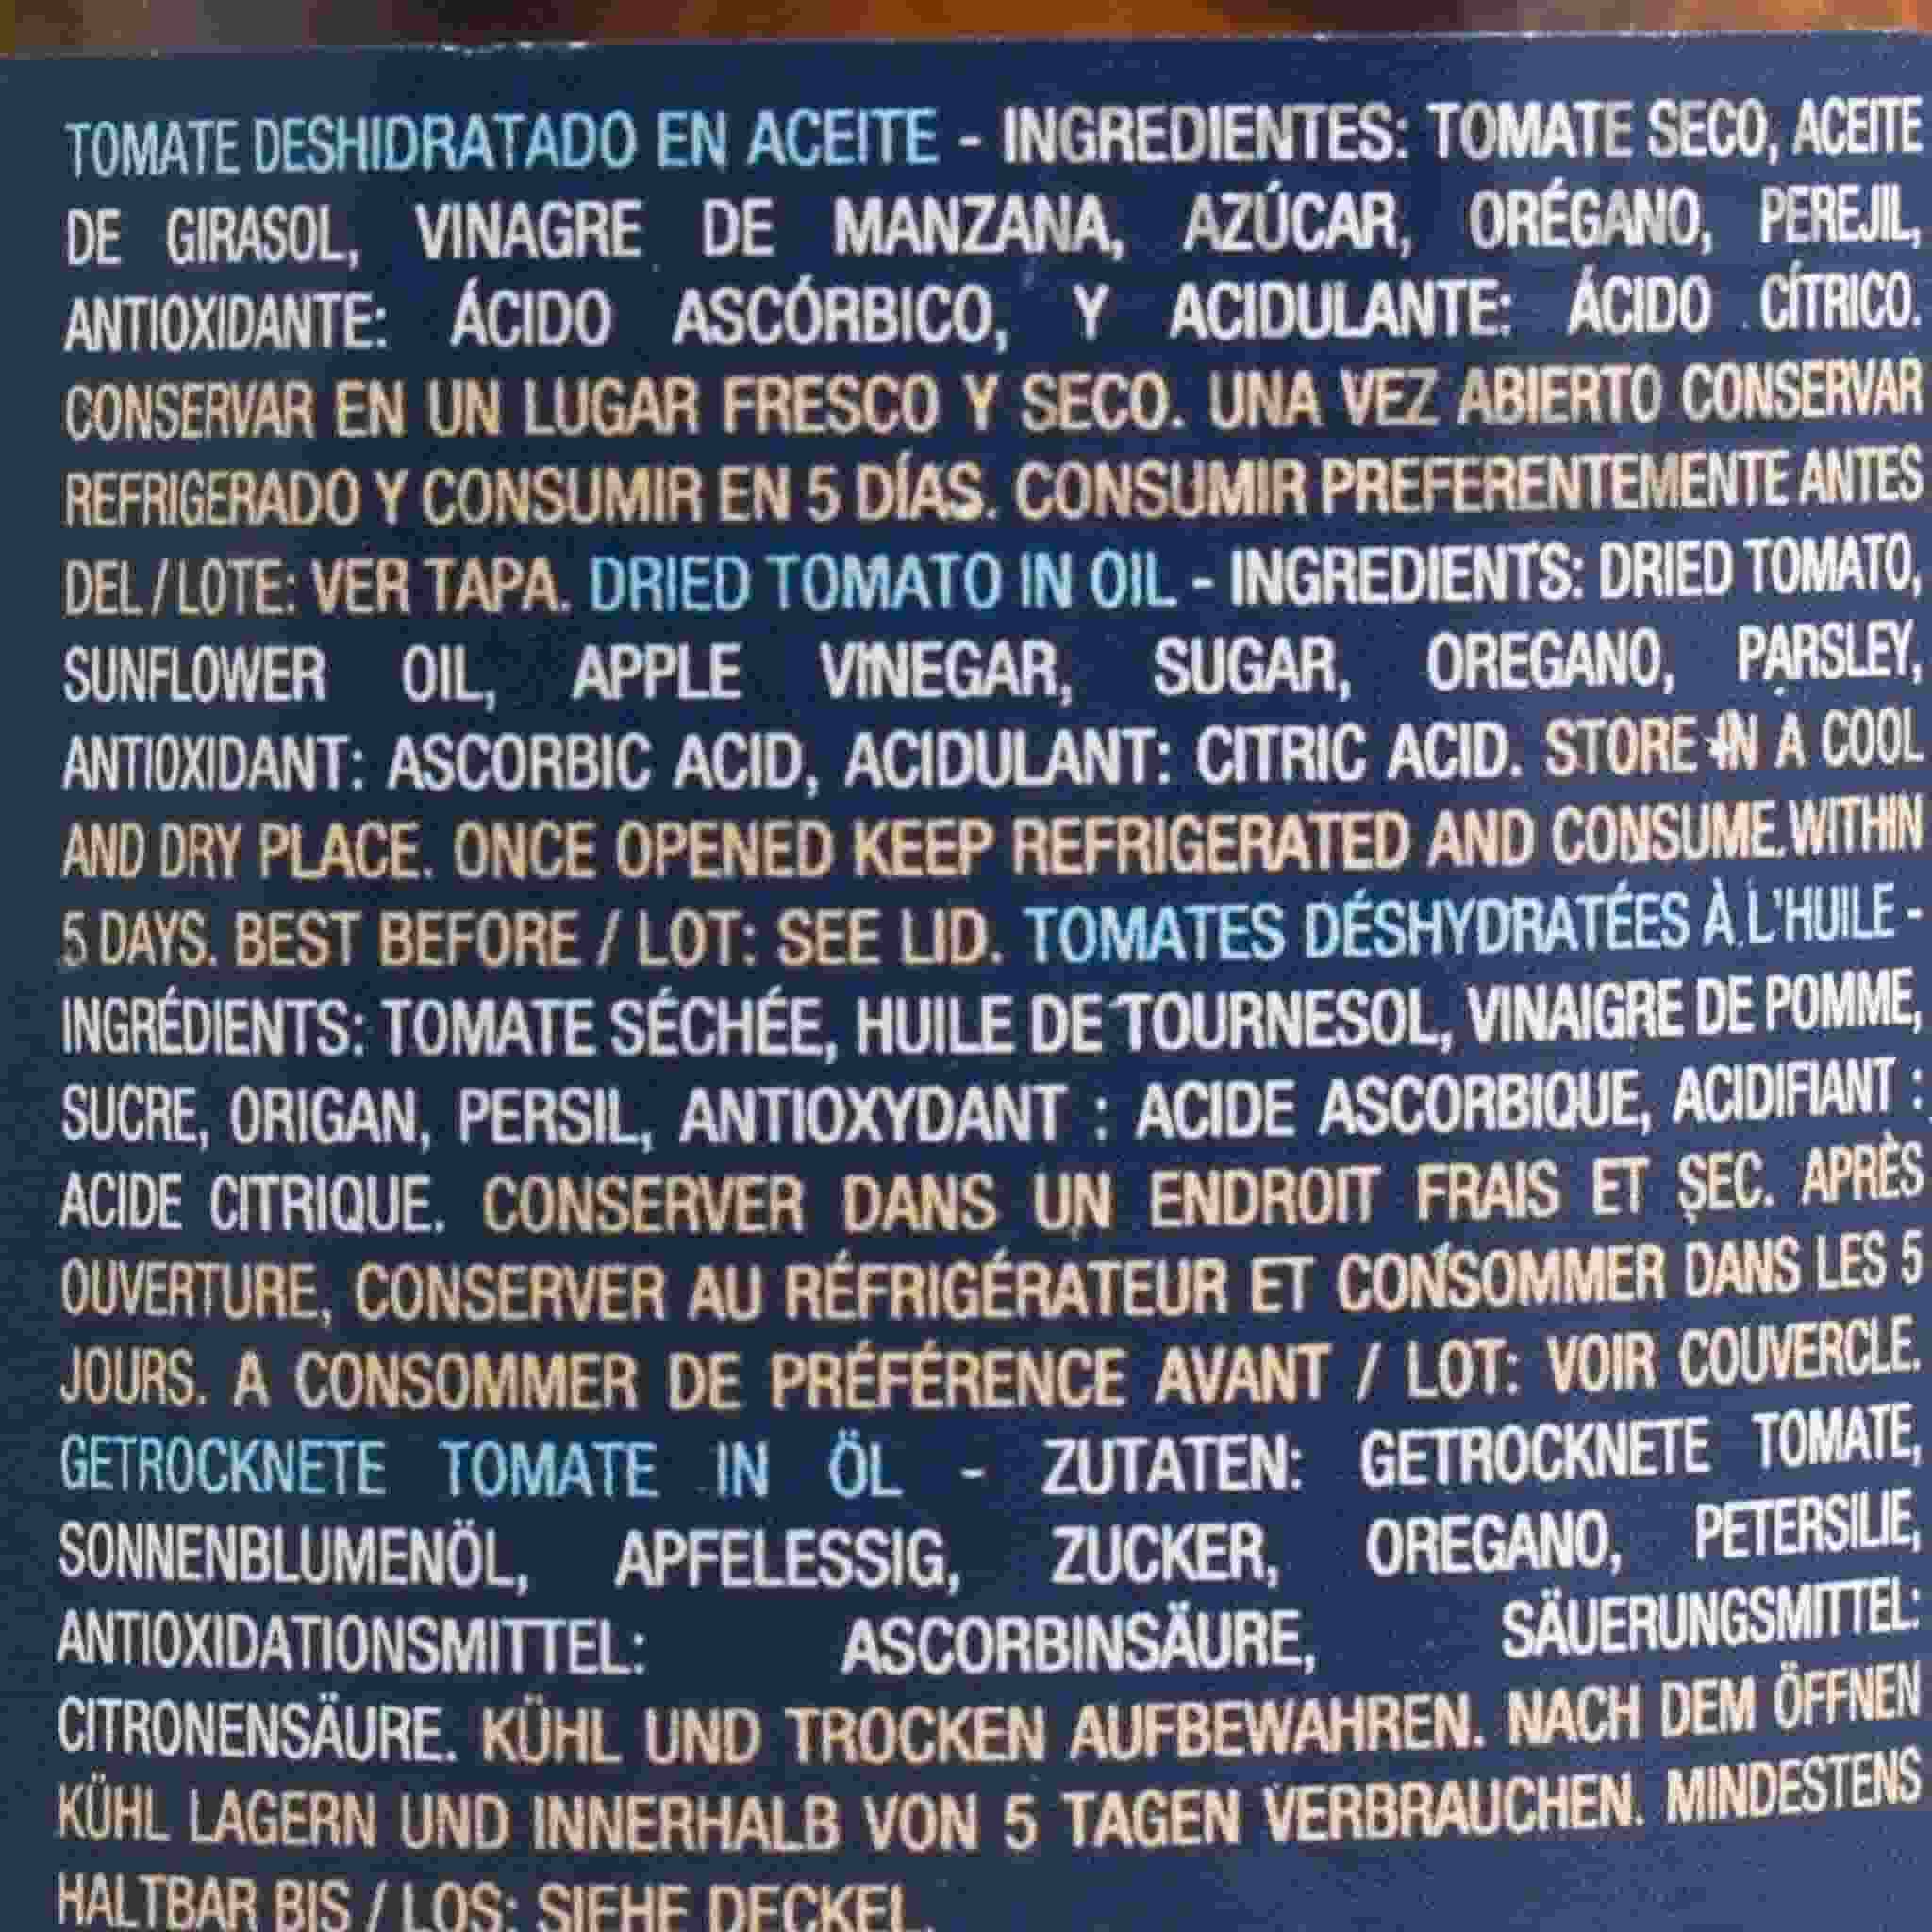 TOMATE DESHIDRATADO EN ACEITE - INGREDIENTES: TOMATE SECO, ACEITE
DE GIRASOL, VINAGRE DE MANZANA, AZÚCAR, ORÉGANO, PEREJIL,
ANTIOXIDANTE: ÁCIDO ASCÓRBICO, Y ACIDULANTE: ÁCIDO CÍTRICO.
CONSERVAR EN UN LUGAR FRESCO Y SECO. UNA VEZ ABIERTO CONSERVAR
REFRIGERADO Y CONSUMIR EN 5 DÍAS. CONSUMIR PREFERENTEMENTE ANTES
DEL / LOTE: VER TAPA. DRIED TOMATO IN OIL - INGREDIENTS: DRIED TOMATO,
SUNFLOWER OIL, APPLE VINEGAR, SUGAR, OREGANO, PARSLEY,
ANTIOXIDANT: ASCORBIC ACID, ACIDULANT: CITRIC ACID. STORE IN A COOL
AND DRY PLACE. ONCE OPENED KEEP REFRIGERATED AND CONSUME WITHIN
5 DAYS. BEST BEFORE / LOT: SEE LID. TOMATES DÉSHYDRATÉES À L'HUILE -
INGRÉDIENTS: TOMATE SÉCHÉE, HUILE DE TOURNESOL, VINAIGRE DE POMME,
SUCRE, ORIGAN, PERSIL, ANTIOXYDANT : ACIDE ASCORBIQUE, ACIDIFIANT :
ACIDE CITRIQUE. CONSERVER DANS UN ENDROIT FRAIS ET SEC. APRÈS
OUVERTURE, CONSERVER AU RÉFRIGÉRATEUR ET CONSOMMER DANS LES 5
JOURS. A CONSOMMER DE PRÉFÉRENCE AVANT / LOT: VOIR COUVERCLE.
GETROCKNETE TOMATE IN ÖL - ZUTATEN: GETROCKNETE TOMATE,
SONNENBLUMENÖL, APFELESSIG, ZUCKER, OREGANO, PETERSILIE,
ANTIOXIDATIONSMITTEL: ASCORBINSÄURE, SÄUERUNGSMITTEL:
CITRONENSÄURE. KÜHL UND TROCKEN AUFBEWAHREN. NACH DEM ÖFFNEN
KÜHL LAGERN UND INNERHALB VON 5 TAGEN VERBRAUCHEN. MINDESTENS
HALTBAR BIS / LOS: SIEHE DECKEL.